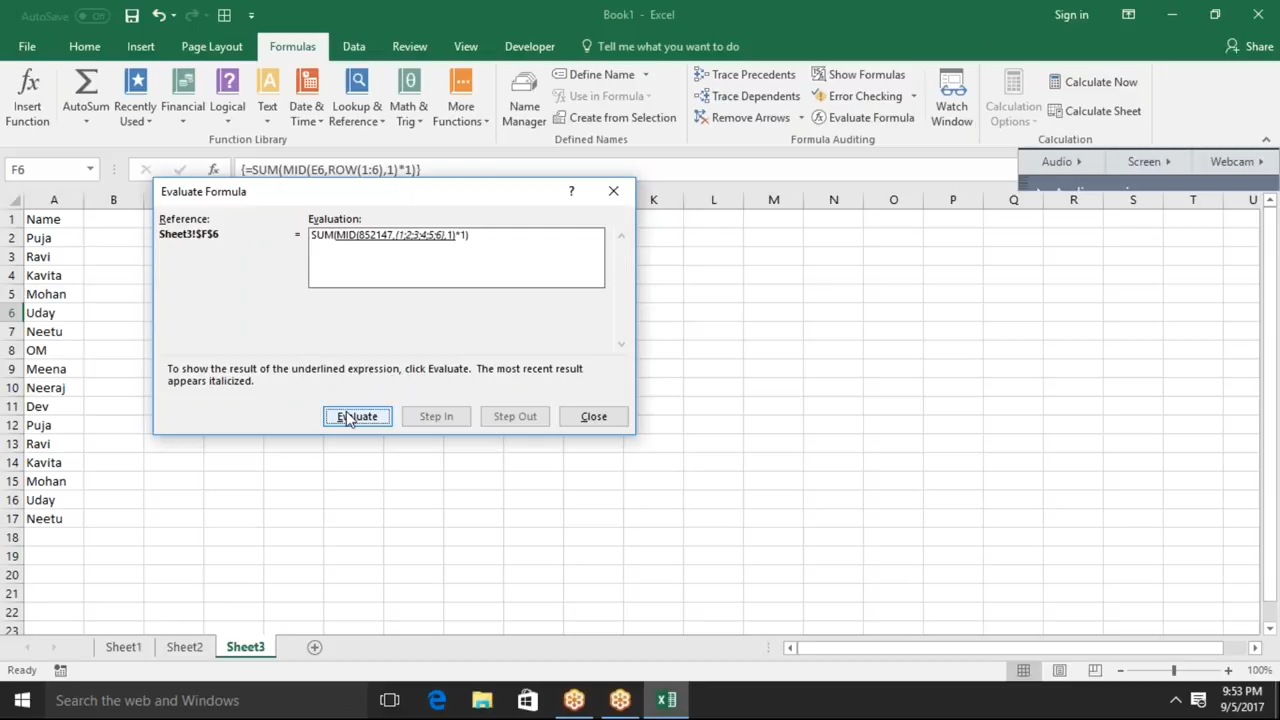 AutoSave Off
Book1 - Excel
Sign in
File Home Insert Page Layout Formulas Data Review View Developer Tell me what you want to do Share
Insert Function
AutoSum
Recently Used
Financial
Logical
Text
Date & Time
Lookup & Reference
Math & Trig
More Functions
Function Library
Name Manager
Define Name
Use in Formula
Create from Selection
Defined Names
Trace Precedents
Trace Dependents
Remove Arrows
Show Formulas
Error Checking
Evaluate Formula
Formula Auditing
Watch Window
Calculation Options
Calculate Now
Calculate Sheet
Calculation
F6 fx {=SUM(MID(E6,ROW(1:6),1)*1)}
Audio Screen Webcam
A B K L M N O P Q R S T U
1 Name
2 Puja
3 Ravi
4 Kavita
5 Mohan
6 Uday
7 Neetu
8 OM
9 Meena
10 Neeraj
11 Dev
12 Puja
13 Ravi
14 Kavita
15 Mohan
16 Uday
17 Neetu
18
19
20
21
22
23
Evaluate Formula ?
Reference: Evaluation:
Sheet3!$F$6 = SUM(MID(852147,{1;2;3;4;5;6},1)*1)
To show the result of the underlined expression, click Evaluate. The most recent result
appears italicized.
Evaluate Step In Step Out Close
Sheet1 Sheet2 Sheet3
Ready 100%
Search the web and Windows
9:53 PM
9/5/2017